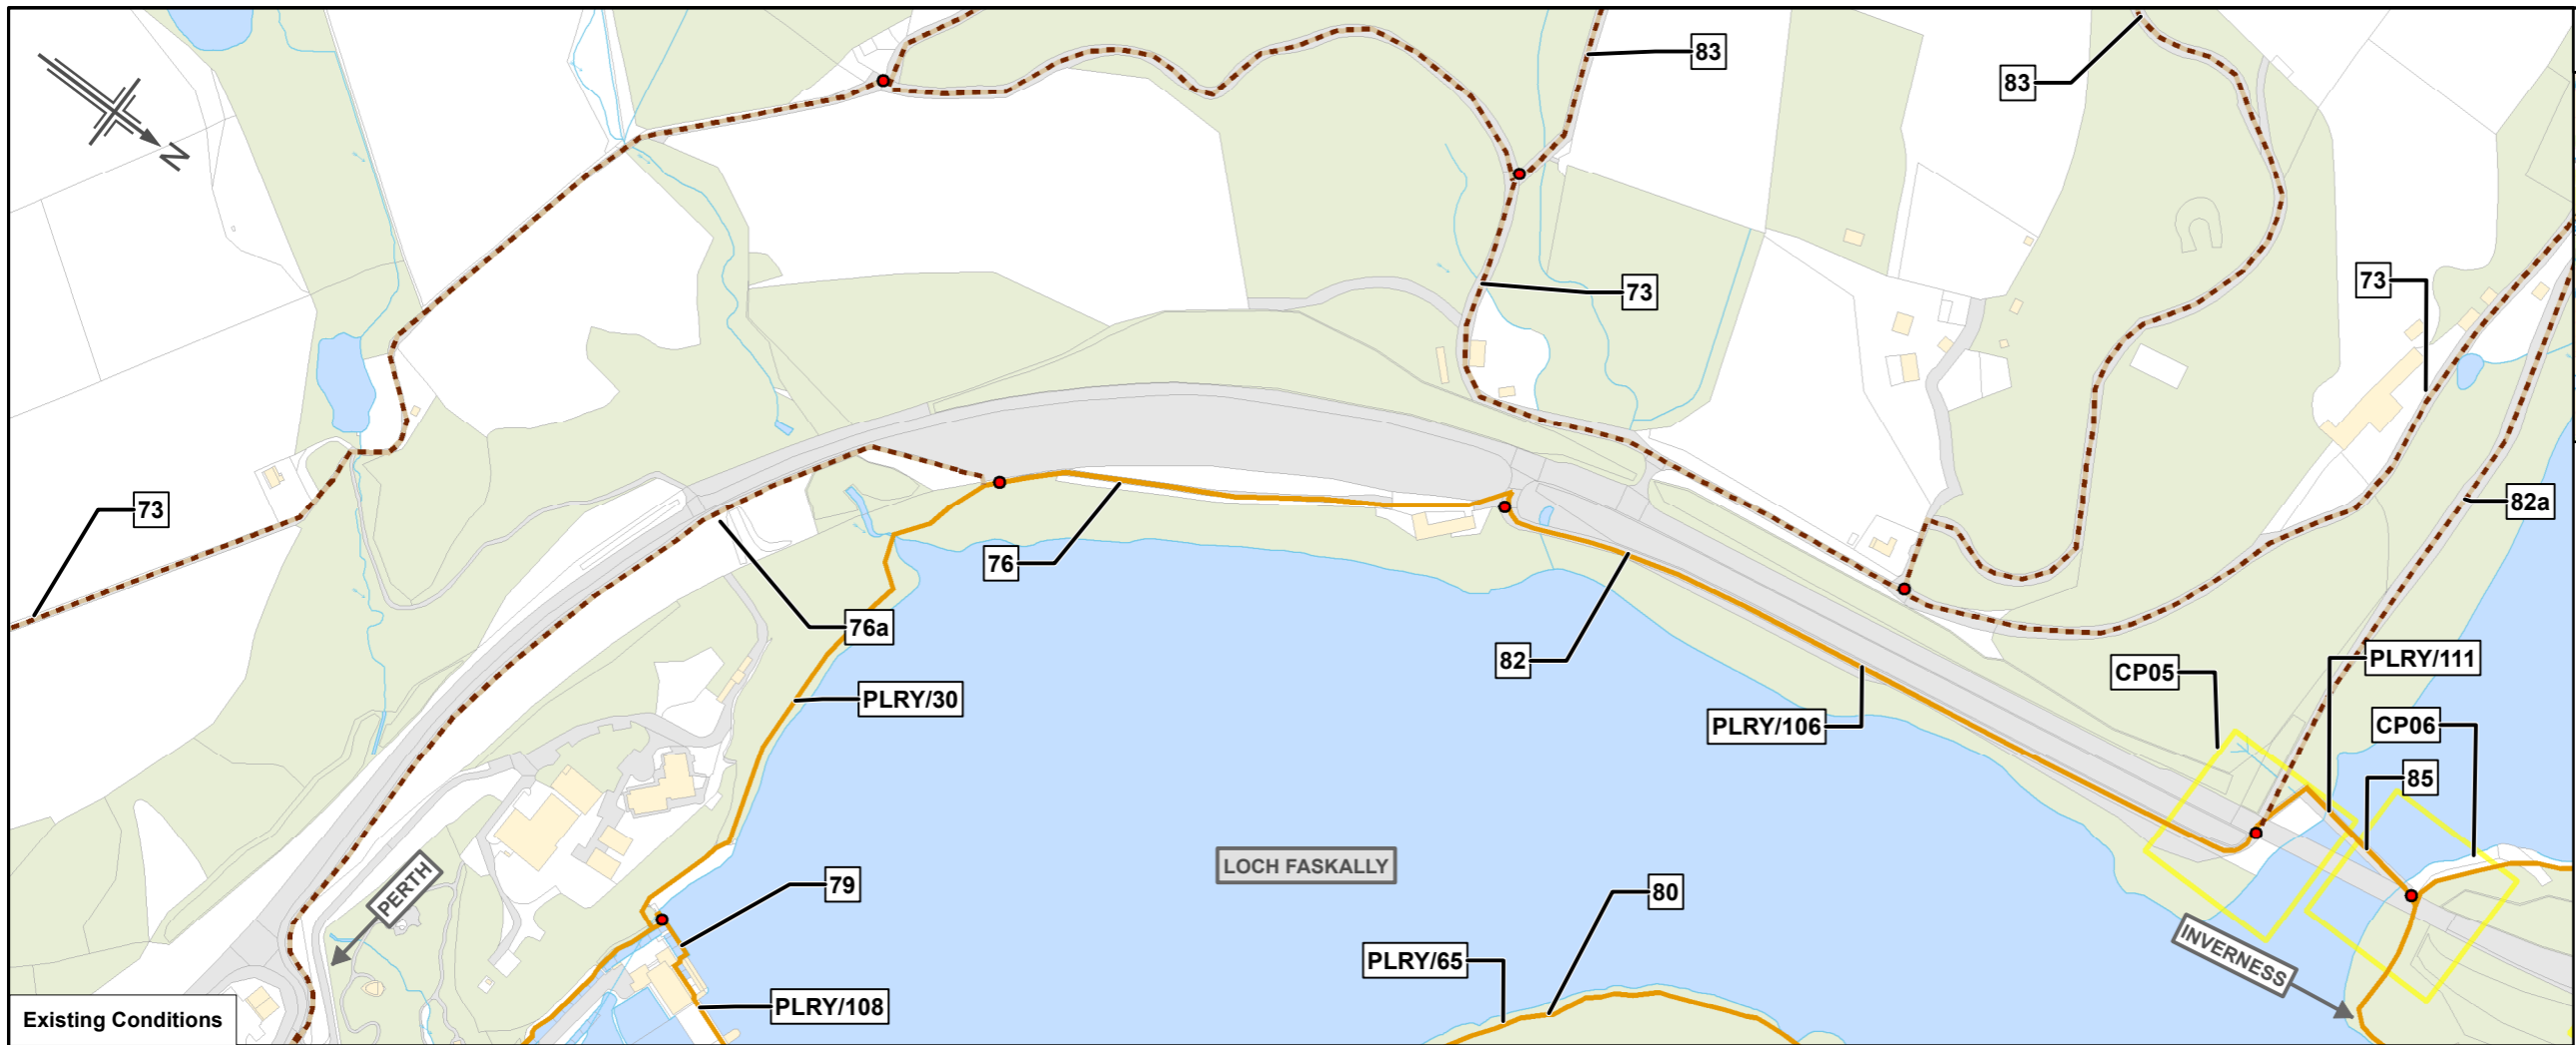 N
83
83
73
73
73
82a
76
76a
82
PLRY/111
CP05
PLRY/30
PLRY/106
CP06
85
LOCH FASKALLY
PERTH
79
80
PLRY/65
INVERNESS
PLRY/108
Existing Conditions